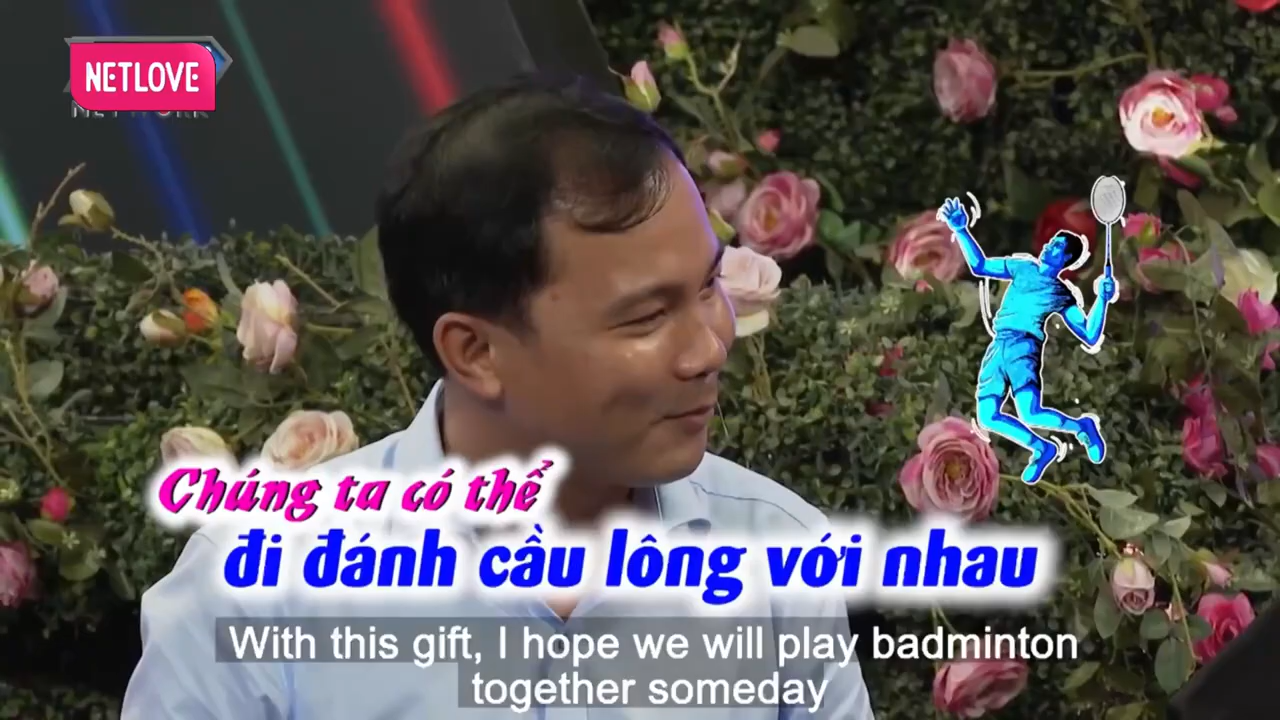 NETLOVE
NETWORK
Chúng ta có thể
đi đánh cầu lông với nhau
With this gift, I hope we will play badminton
together someday